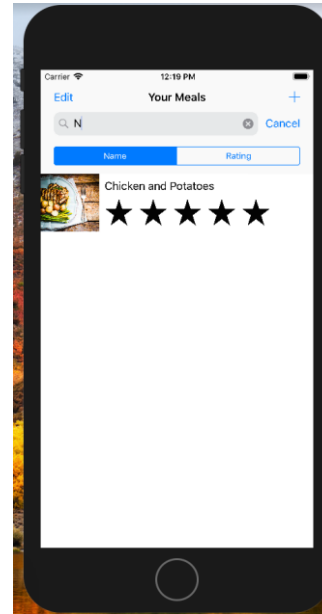 Carrier 12:19 PM
Edit Your Meals +
N Cancel
Name Rating
Chicken and Potatoes